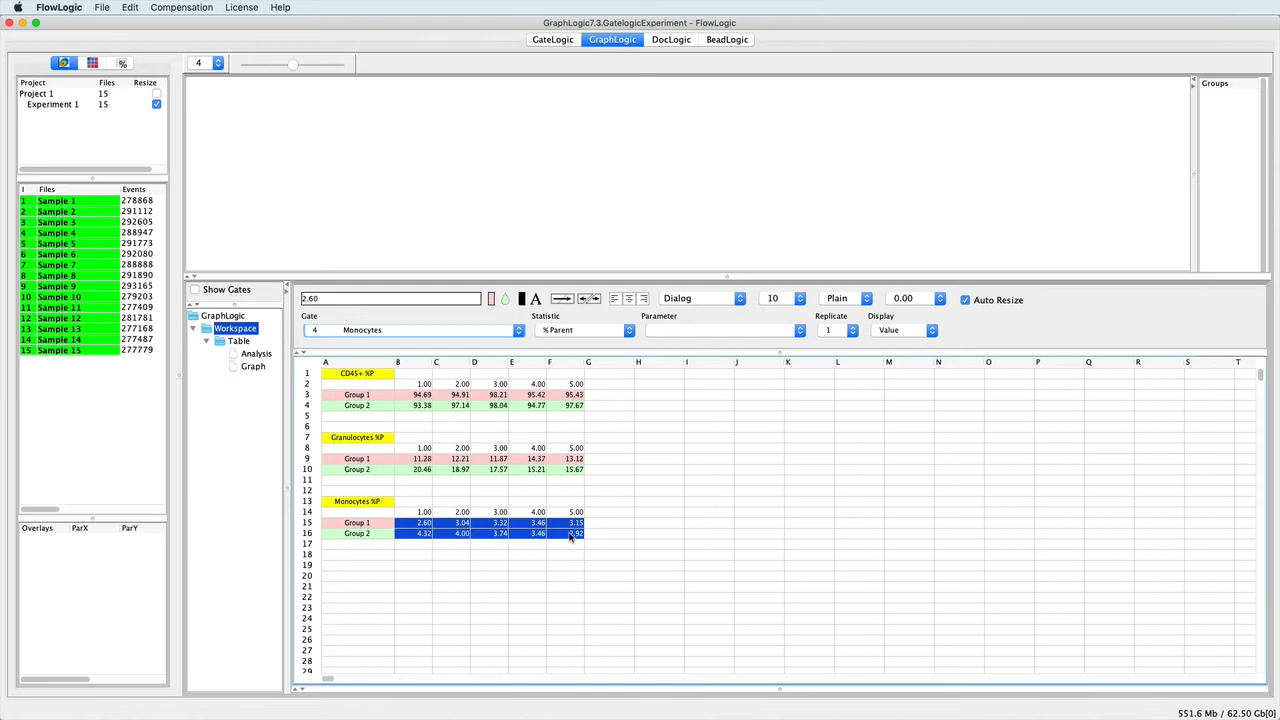 FlowLogic File Edit Compensation License Help
GraphLogic7.3.GatelogicExperiment - FlowLogic
GateLogic GraphLogic DocLogic BeadLogic
% 4
Project Files Resize
Project 1 15
Experiment 1 15
Groups
I Files Events
1 Sample 1 278868
2 Sample 2 291112
3 Sample 3 292605
4 Sample 4 288947
5 Sample 5 291773
6 Sample 6 292080
7 Sample 7 288888
8 Sample 8 291890
9 Sample 9 293165
10 Sample 10 279203
11 Sample 11 277409
12 Sample 12 281781
13 Sample 13 277168
14 Sample 14 277487
15 Sample 15 277779
Overlays ParX ParY
Show Gates
GraphLogic
Workspace
Table
Analysis
Graph
2.60 A Dialog 10 Plain 0.00 Auto Resize
Gate Statistic Parameter Replicate Display
4 Monocytes % Parent 1 Value
A B C D E F G H I J K L M N O P Q R S T
1 CD45+ %P
2 1.00 2.00 3.00 4.00 5.00
3 Group 1 94.69 94.91 98.21 95.42 95.43
4 Group 2 93.38 97.14 98.04 94.77 97.67
5
6
7 Granulocytes %P
8 1.00 2.00 3.00 4.00 5.00
9 Group 1 11.28 12.21 11.87 14.37 13.12
10 Group 2 20.46 18.97 17.57 15.21 15.67
11
12
13 Monocytes %P
14 1.00 2.00 3.00 4.00 5.00
15 Group 1 2.60 3.04 3.32 3.46 3.15
16 Group 2 4.32 4.00 3.74 3.46
17
18
19
20
21
22
23
24
25
26
27
28
29
551.6 Mb / 62.50 Gb[0]